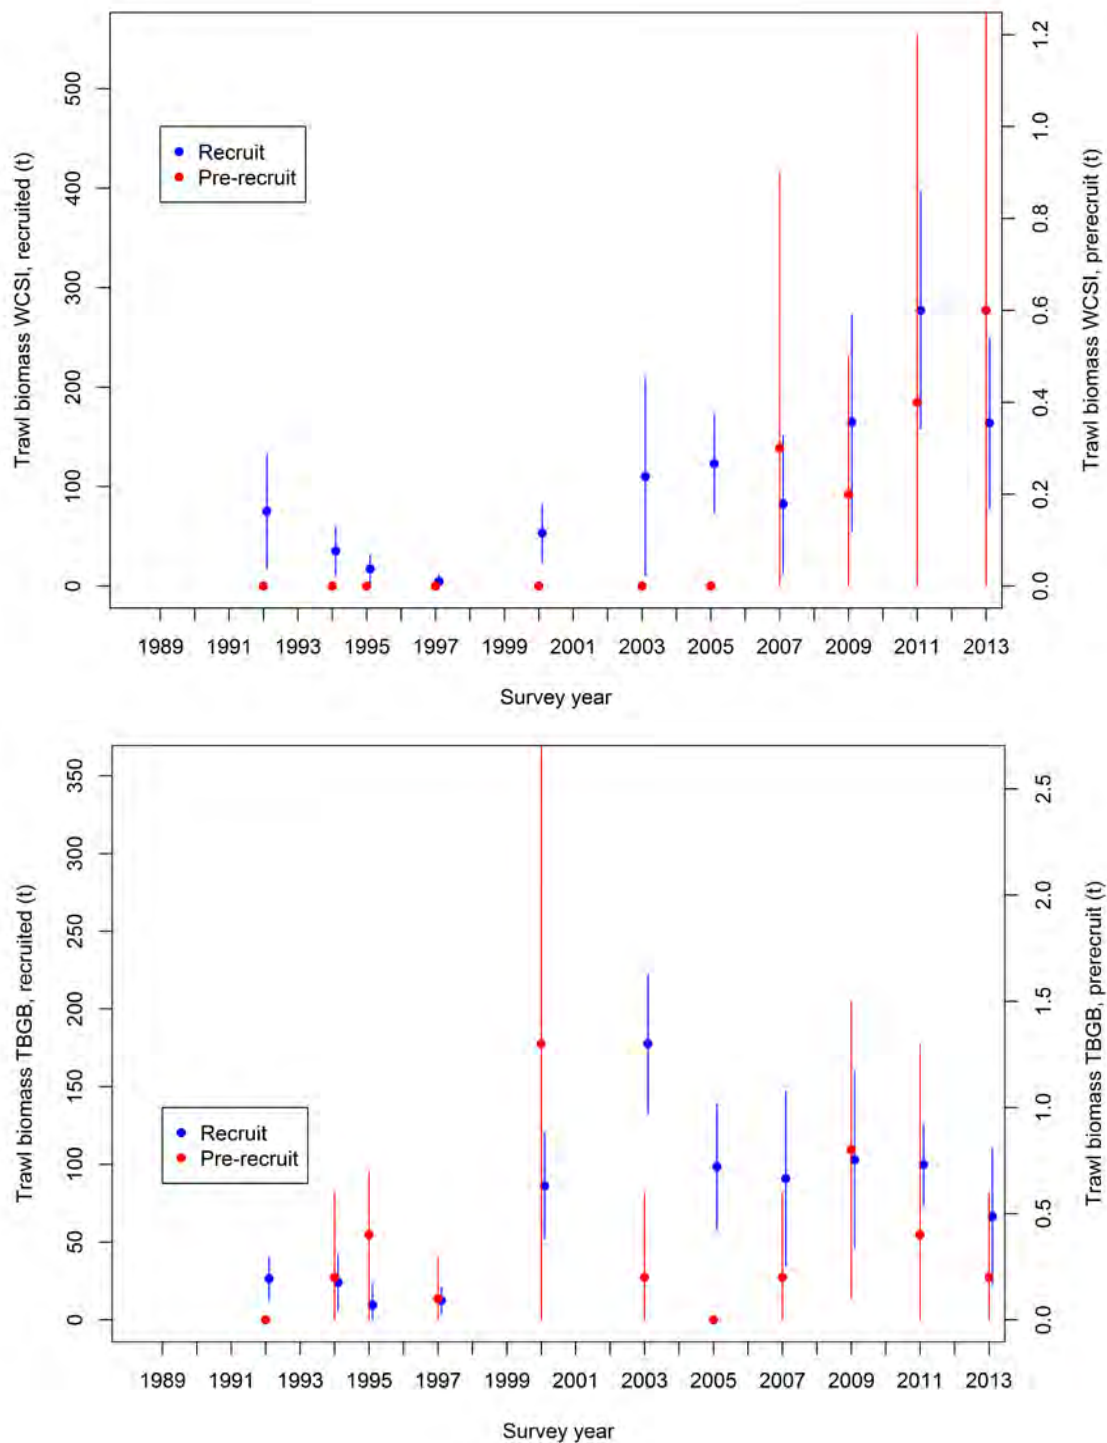 Trawl biomass WCSI, recruited (t)
0 100 200 300 400 500
Recruit
Pre-recruit
0.0 0.2 0.4 0.6 0.8 1.0 1.2
Trawl biomass WCSI, prerecruit (t)
1989 1991 1993 1995 1997 1999 2001 2003 2005 2007 2009 2011 2013
Survey year
Trawl biomass TBGB, recruited (t)
0 50 100 150 200 250 300 350
Recruit
Pre-recruit
0.0 0.5 1.0 1.5 2.0 2.5
Trawl biomass TBGB, prerecruit (t)
1989 1991 1993 1995 1997 1999 2001 2003 2005 2007 2009 2011 2013
Survey year